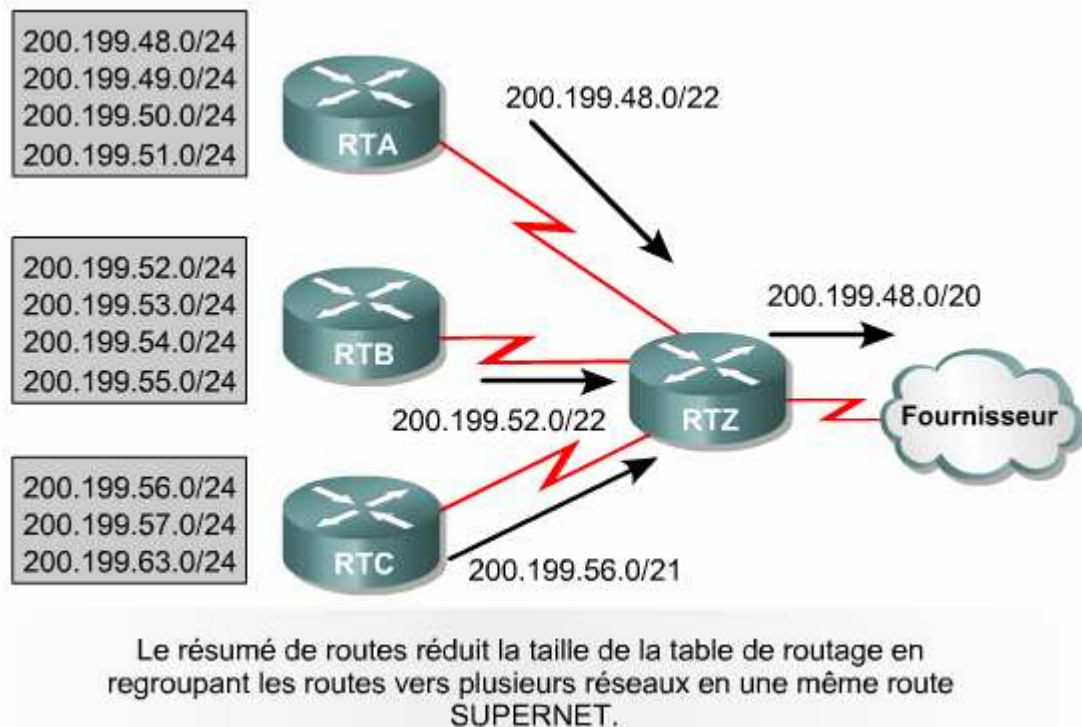 200.199.48.0/24
200.199.49.0/24
200.199.50.0/24
200.199.51.0/24
RTA
200.199.48.0/22
200.199.52.0/24
200.199.53.0/24
200.199.54.0/24
200.199.55.0/24
RTB
200.199.52.0/22
200.199.48.0/20
RTZ
Fournisseur
200.199.56.0/24
200.199.57.0/24
200.199.63.0/24
RTC
200.199.56.0/21
Le résumé de routes réduit la taille de la table de routage en
regroupant les routes vers plusieurs réseaux en une même route
SUPERNET.